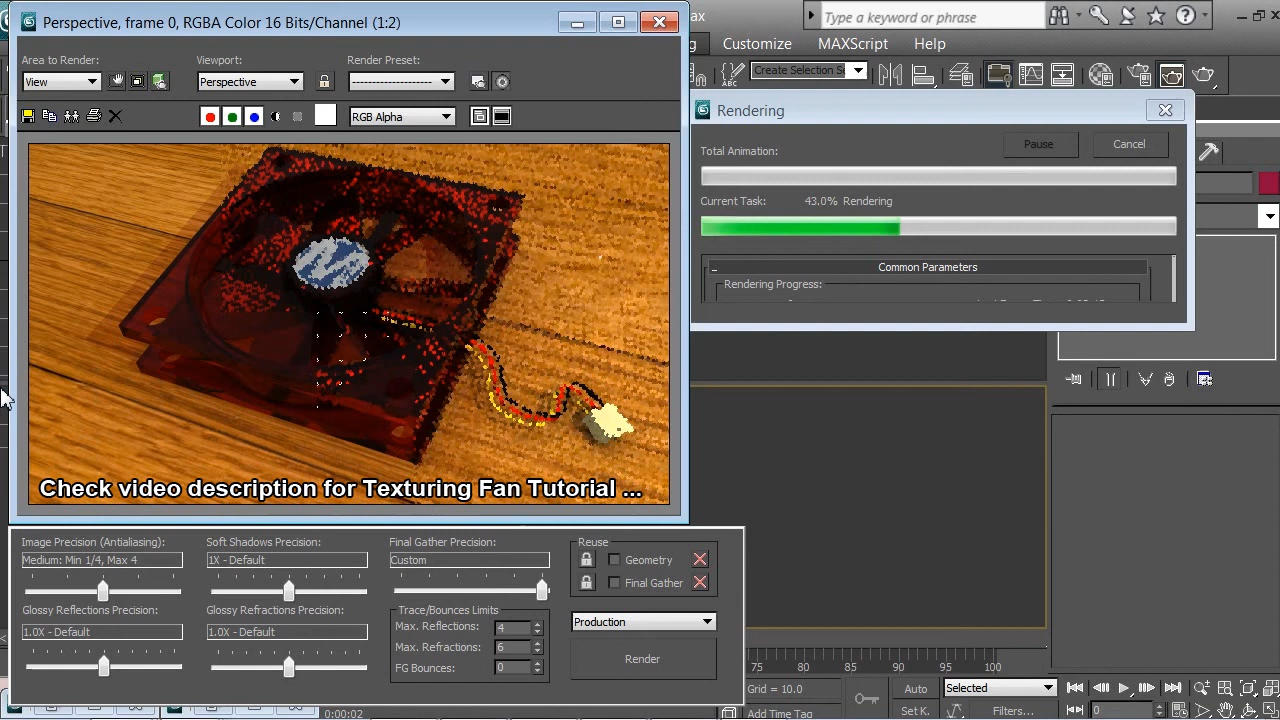 Perspective, frame 0, RGBA Color 16 Bits/Channel (1:2)
ax
Type a keyword or phrase
g
Customize
MAXScript
Help
Area to Render:
View
Viewport:
Perspective
Render Preset:
--------------------
ABC
Create Selection Se
RGB Alpha
Rendering
Pause
Cancel
Total Animation:
Current Task:
43.0% Rendering
Common Parameters
Rendering Progress:
Check video description for Texturing Fan Tutorial ...
Image Precision (Antialiasing):
Medium: Min 1/4, Max 4
Soft Shadows Precision:
1X - Default
Final Gather Precision:
Custom
Reuse
Geometry
Final Gather
Glossy Reflections Precision:
1.0X - Default
Glossy Refractions Precision:
1.0X - Default
Trace/Bounces Limits
Max. Reflections:
4
Max. Refractions:
6
FG Bounces:
0
Production
Render
75
80
85
90
95
100
Grid = 10.0
Auto
Selected
0:00:02
Add Time Tag
Set K.
Filters...
0